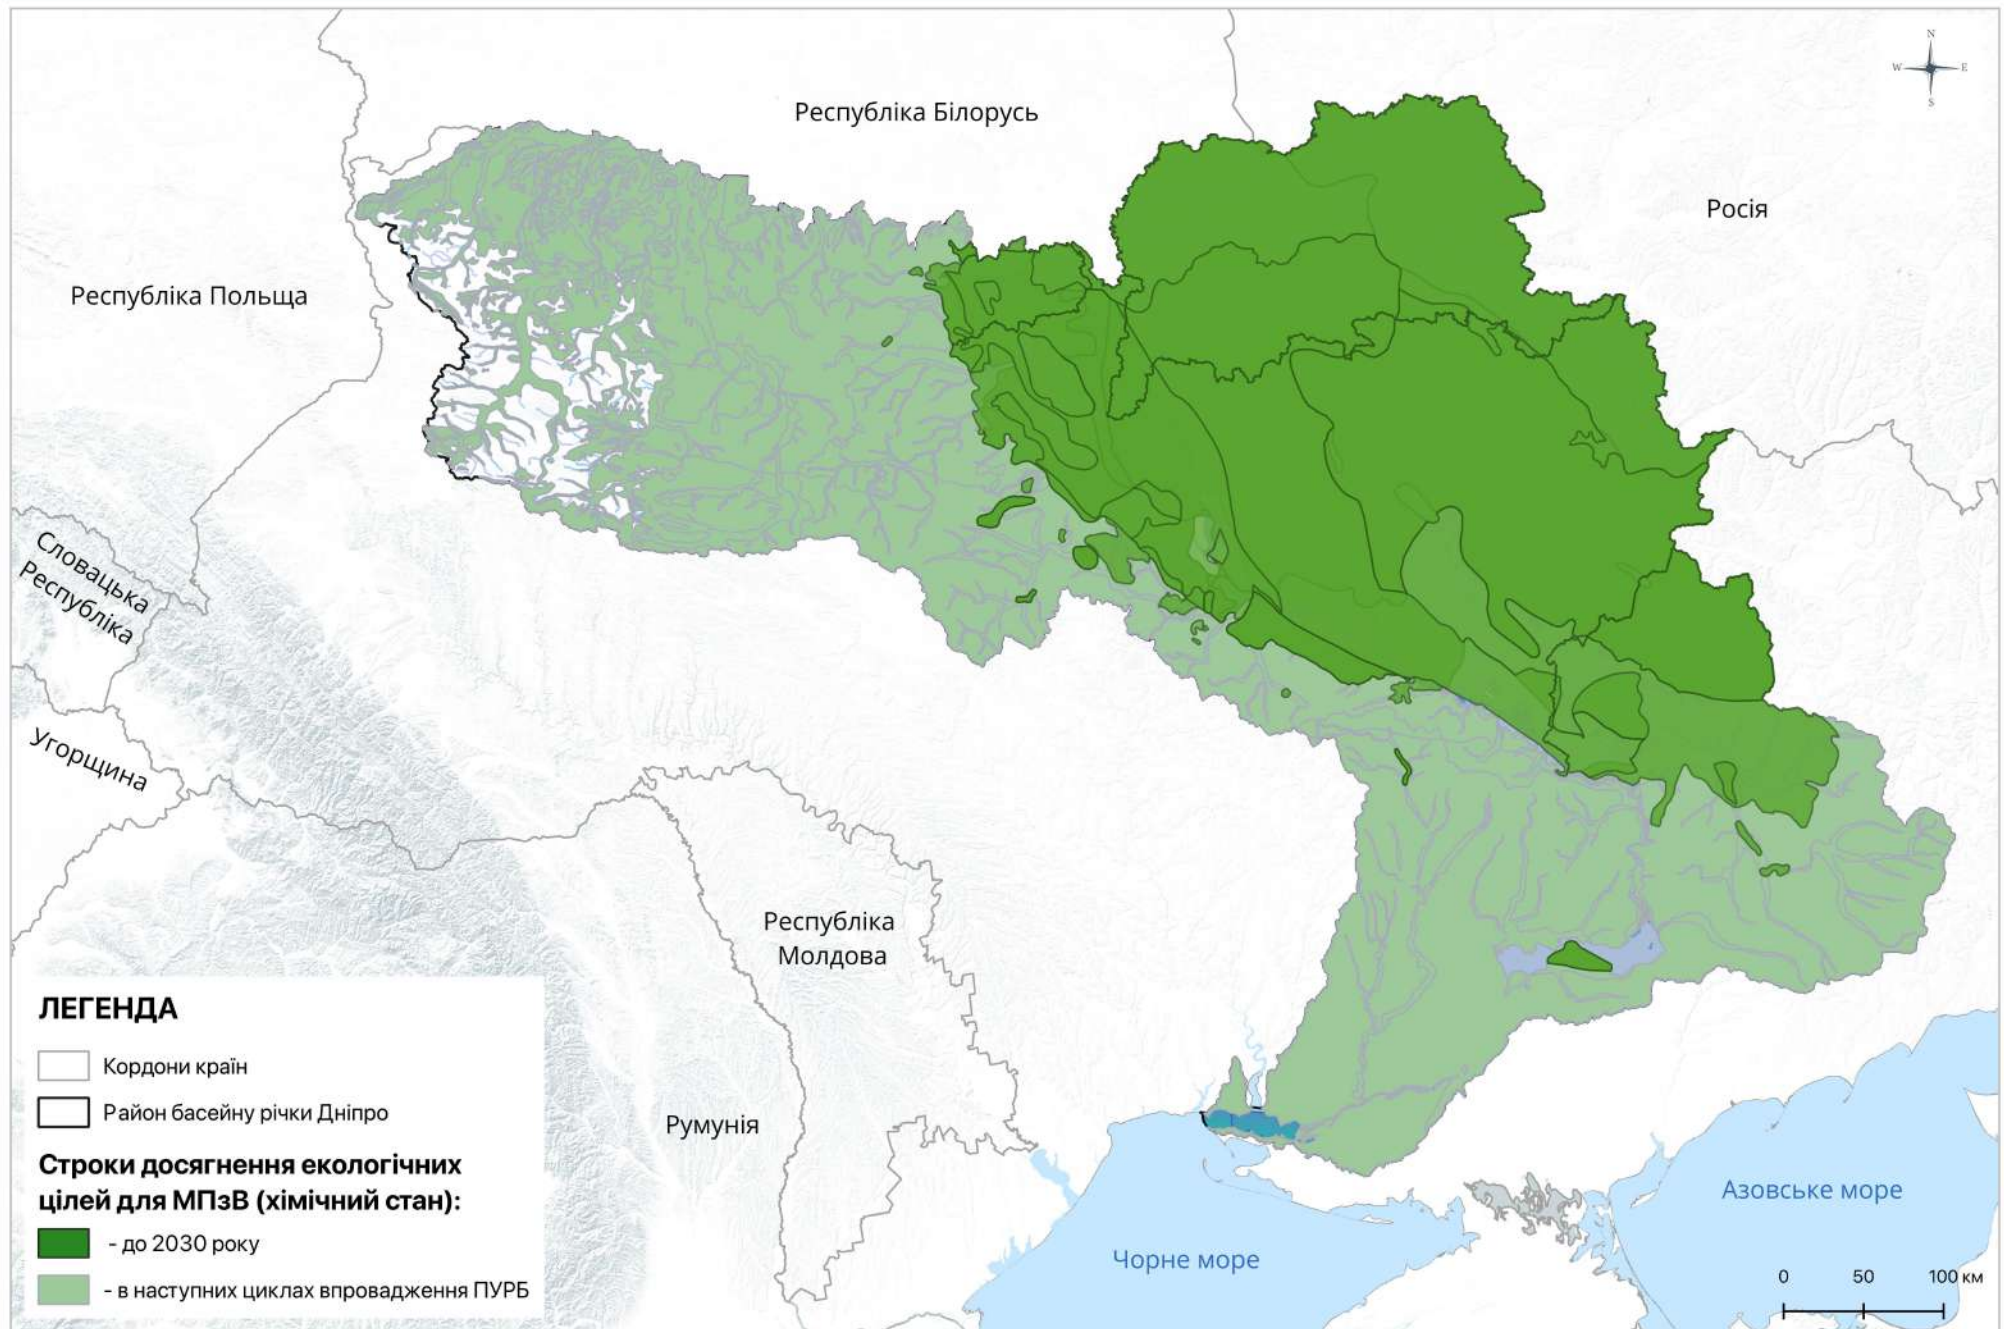 N
W E
S
Республіка Білорусь
Росія
Республіка Польща
Словацька
Республіка
Угорщина
Республіка
Молдова
Румунія
Азовське море
Чорне море
0 50 100 км
ЛЕГЕНДА
Кордони країн
Район басейну річки Дніпро
Строки досягнення екологічних
цілей для МПзВ (хімічний стан):
- до 2030 року
- в наступних циклах впровадження ПУРБ